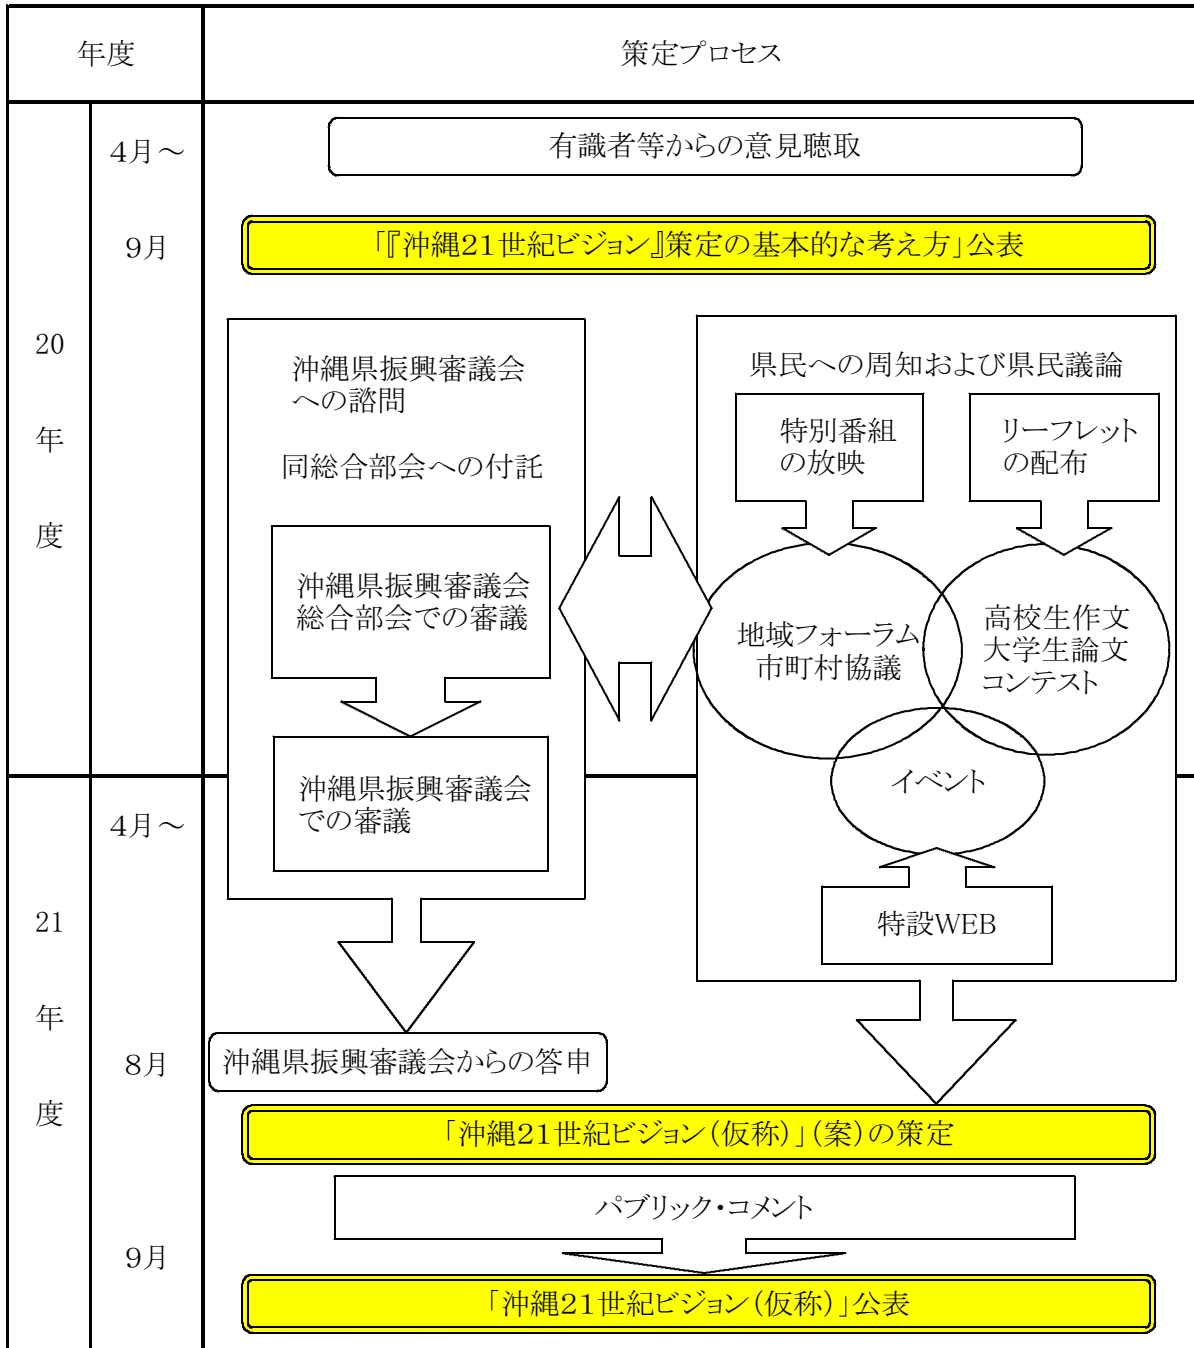 年度
策定プロセス
20
年
度
4月～
有識者等からの意見聴取
9月
「『沖縄21世紀ビジョン』策定の基本的な考え方」公表
沖縄県振興審議会
への諮問
同総合部会への付託
沖縄県振興審議会
総合部会での審議
沖縄県振興審議会
での審議
県民への周知および県民議論
特別番組
の放映
リーフレット
の配布
地域フォーラム
市町村協議
高校生作文
大学生論文
コンテスト
イベント
特設WEB
21
年
度
4月～
8月
沖縄県振興審議会からの答申
「沖縄21世紀ビジョン（仮称）」（案）の策定
パブリック・コメント
9月
「沖縄21世紀ビジョン（仮称）」公表